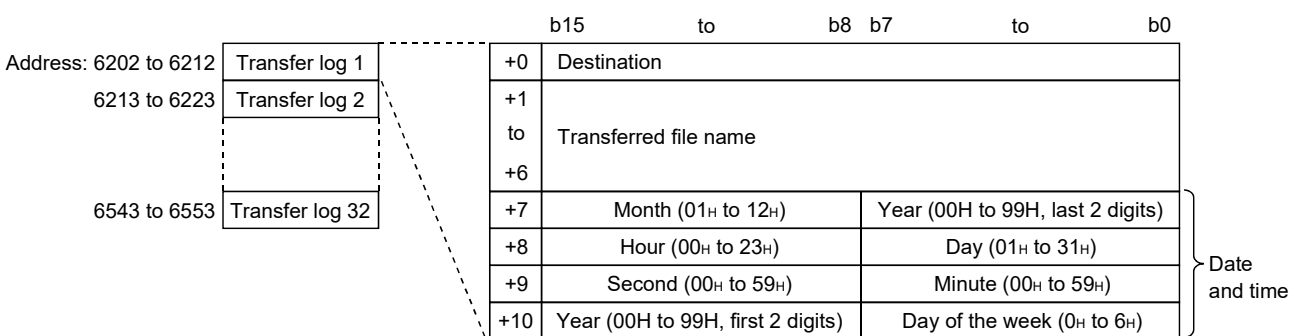 b15 to b8 b7 to b0
Address: 6202 to 6212 Transfer log 1
6213 to 6223 Transfer log 2
6543 to 6553 Transfer log 32
+0 Destination
+1
to Transferred file name
+6
+7 Month (01H to 12H) Year (00H to 99H, last 2 digits)
+8 Hour (00H to 23H) Day (01H to 31H)
+9 Second (00H to 59H) Minute (00H to 59H)
+10 Year (00H to 99H, first 2 digits) Day of the week (0H to 6H)
Date
and time